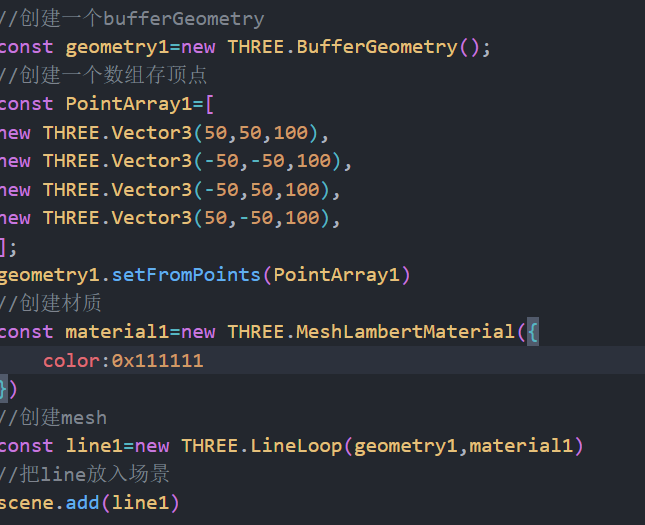 //创建一个bufferGeometry
const geometry1=new THREE.BufferGeometry();
//创建一个数组存顶点
const PointArray1=[
new THREE.Vector3(50,50,100),
new THREE.Vector3(-50,-50,100),
new THREE.Vector3(-50,50,100),
new THREE.Vector3(50,-50,100),
];
geometry1.setFromPoints(PointArray1)
//创建材质
const material1=new THREE.MeshLambertMaterial({
    color:0x111111
})
//创建mesh
const line1=new THREE.LineLoop(geometry1,material1)
//把line放入场景
scene.add(line1)